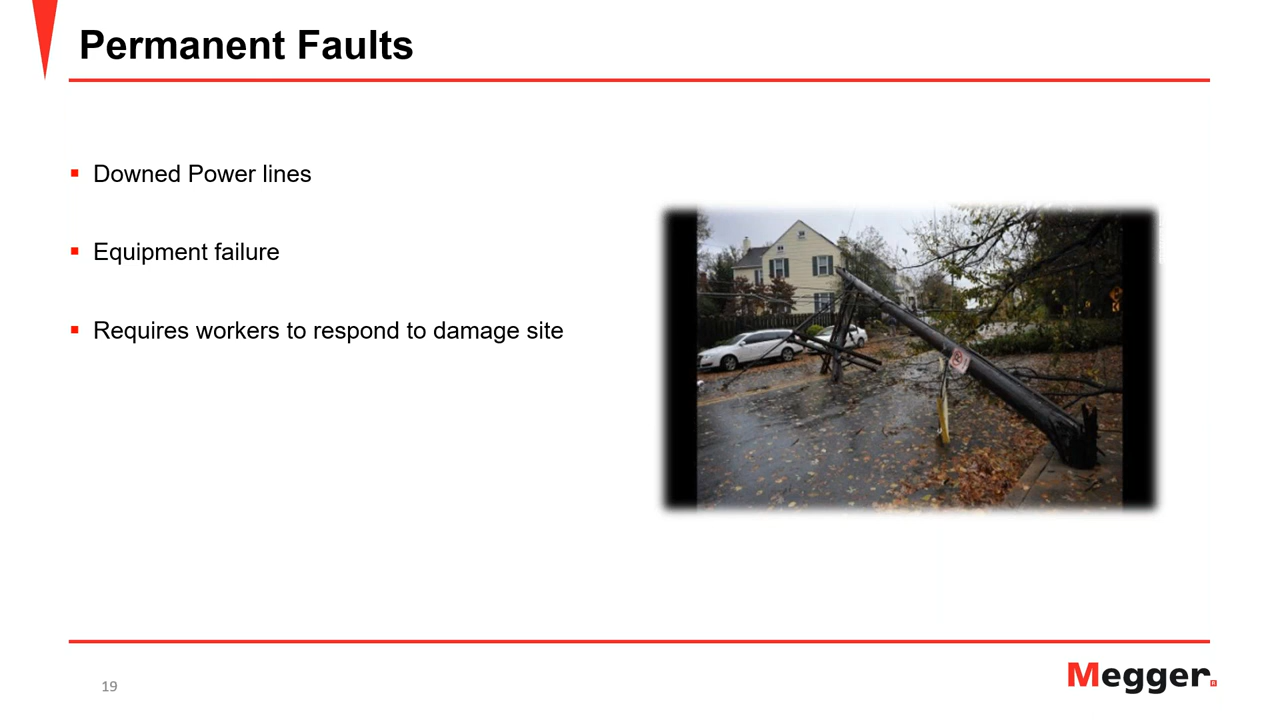 Permanent Faults
Downed Power lines
Equipment failure
Requires workers to respond to damage site
19
Megger